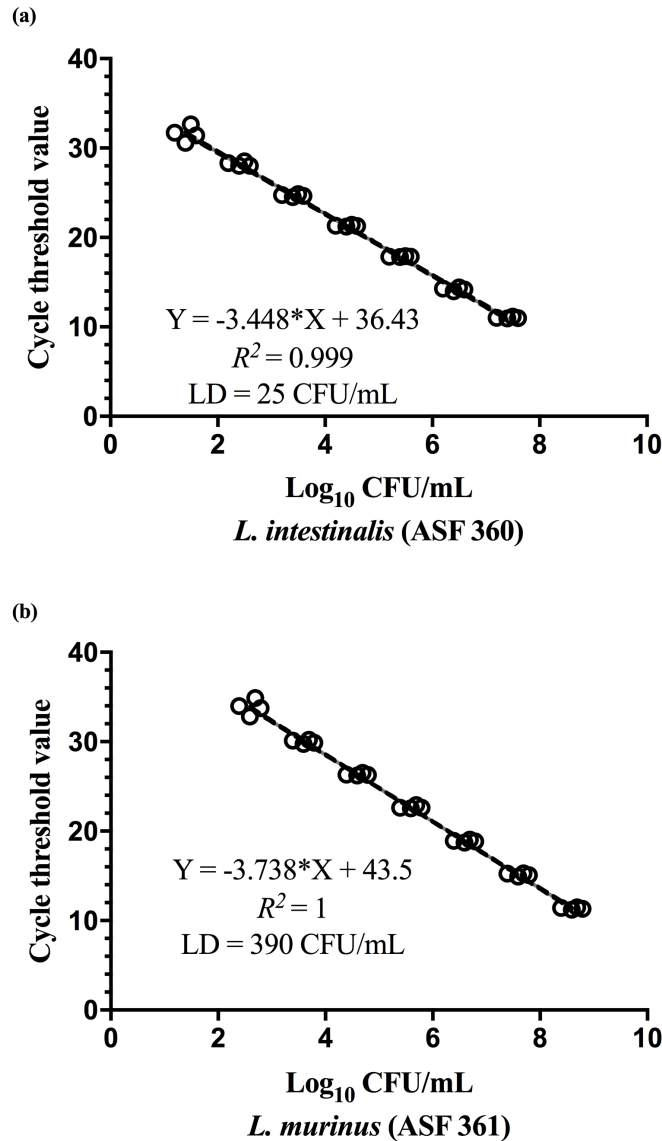 (a)
40
30
20
10
0
Cycle threshold value
Y = -3.448*X + 36.43
R² = 0.999
LD = 25 CFU/mL
0 2 4 6 8 10
Log₁₀ CFU/mL
L. intestinalis (ASF 360)
(b)
40
30
20
10
0
Cycle threshold value
Y = -3.738*X + 43.5
R² = 1
LD = 390 CFU/mL
0 2 4 6 8 10
Log₁₀ CFU/mL
L. murinus (ASF 361)